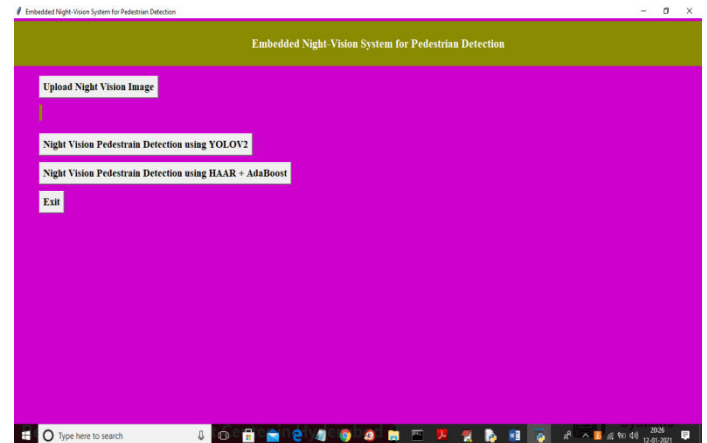 Embedded Night-Vision System for Pedestrian Detection
Embedded Night-Vision System for Pedestrian Detection
Upload Night Vision Image
Night Vision Pedestrain Detection using YOLOV2
Night Vision Pedestrain Detection using HAAR + AdaBoost
Exit
Type here to search
20:26
12-01-2021